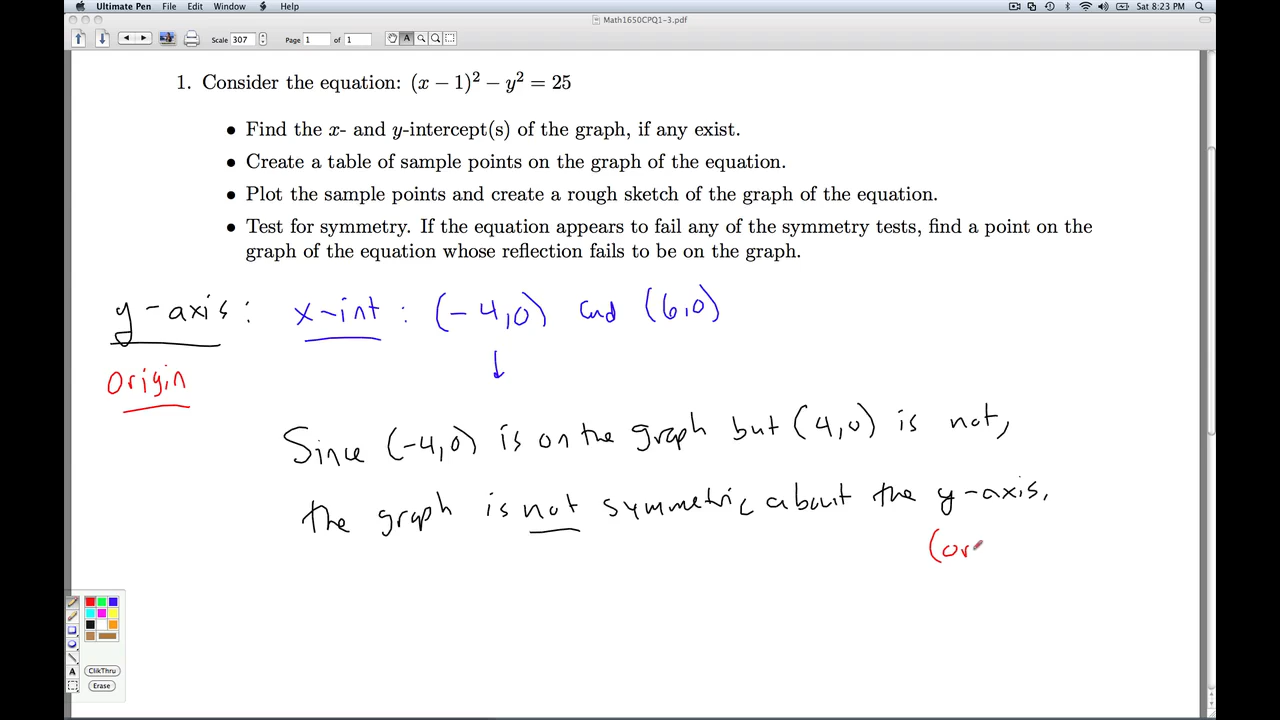 Ultimate Pen File Edit Window Help Sat 8:23 PM
Math1650CPQ1-3.pdf
Scale 307 Page 1 of 1 A
1. Consider the equation: (x − 1)² − y² = 25
• Find the x- and y-intercept(s) of the graph, if any exist.
• Create a table of sample points on the graph of the equation.
• Plot the sample points and create a rough sketch of the graph of the equation.
• Test for symmetry. If the equation appears to fail any of the symmetry tests, find a point on the
graph of the equation whose reflection fails to be on the graph.
y-axis: x-int: (-4,0) and (6,0)
↓
Origin
Since (-4,0) is on the graph but (4,0) is not,
the graph is not symmetric about the y-axis.
(or
A
ClikThru
Erase